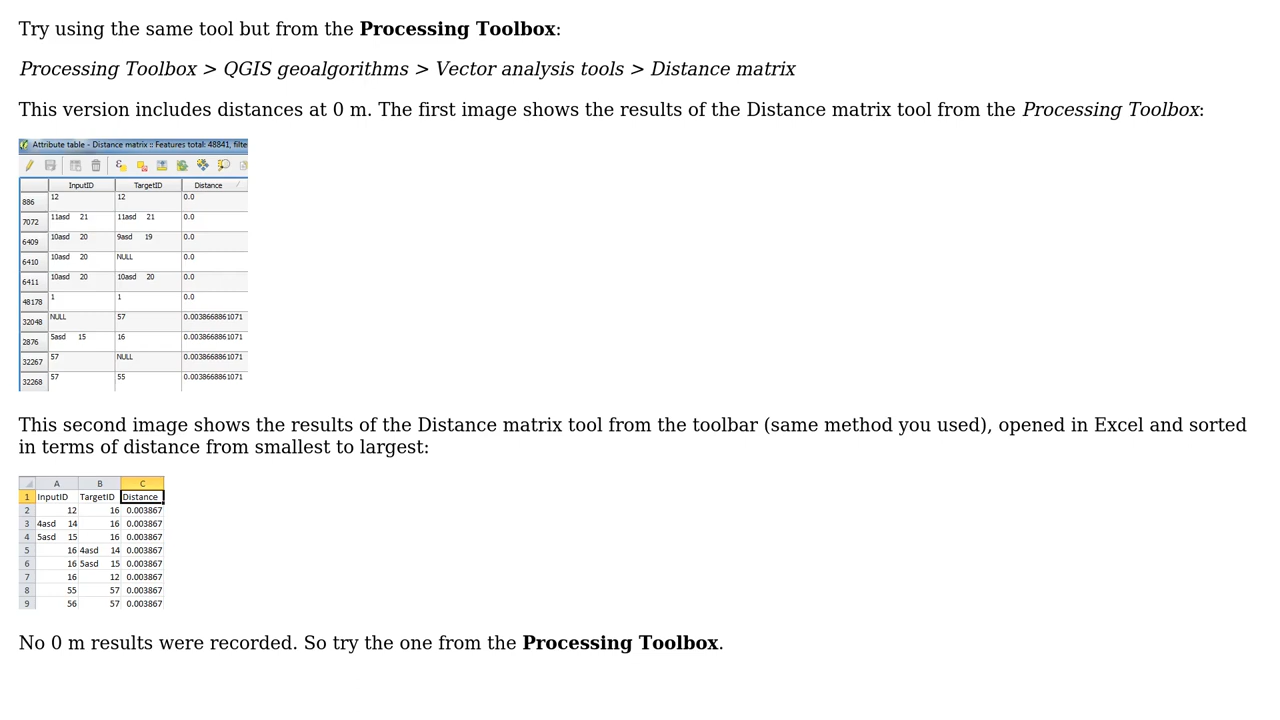 Try using the same tool but from the Processing Toolbox:
Processing Toolbox > QGIS geoalgorithms > Vector analysis tools > Distance matrix
This version includes distances at 0 m. The first image shows the results of the Distance matrix tool from the Processing Toolbox:
Attribute table - Distance matrix :: Features total: 48841, filte
InputID TargetID Distance
886 12 12 0.0
7072 11asd 21 11asd 21 0.0
6409 10asd 20 9asd 19 0.0
6410 10asd 20 NULL 0.0
6411 10asd 20 10asd 20 0.0
48178 1 1 0.0
32048 NULL 57 0.0038668861071
2876 5asd 15 16 0.0038668861071
32267 57 NULL 0.0038668861071
32268 57 55 0.0038668861071
This second image shows the results of the Distance matrix tool from the toolbar (same method you used), opened in Excel and sorted
in terms of distance from smallest to largest:
A B C
1 InputID TargetID Distance
2 12 16 0.003867
3 4asd 14 16 0.003867
4 5asd 15 16 0.003867
5 16 4asd 14 0.003867
6 16 5asd 15 0.003867
7 16 12 0.003867
8 55 57 0.003867
9 56 57 0.003867
No 0 m results were recorded. So try the one from the Processing Toolbox.